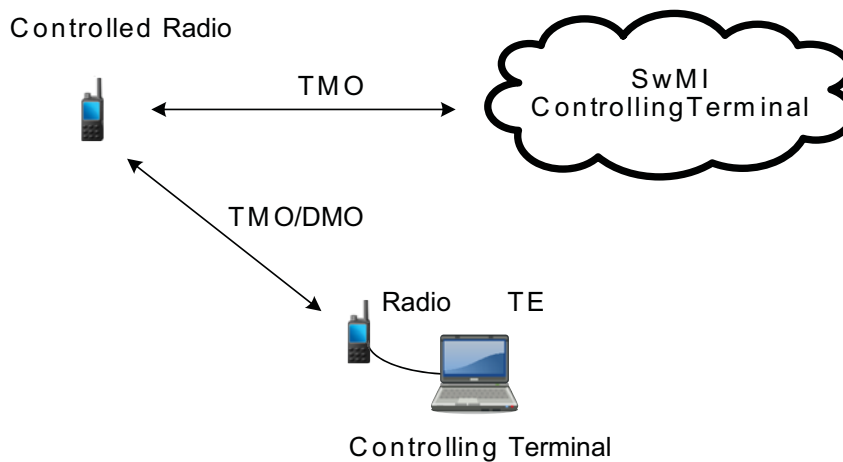 Controlled Radio
TMO
SwMI
ControllingTerminal
TMO/DMO
Radio TE
Controlling Terminal